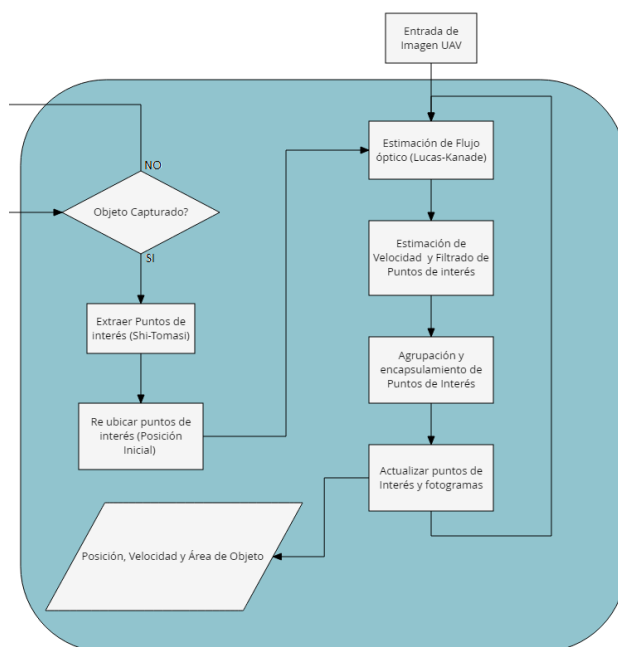 Entrada de
Imagen UAV
NO
Objeto Capturado?
SI
Extraer Puntos de
interés (Shi-Tomasi)
Re ubicar puntos de
interés (Posición
Inicial)
Estimación de Flujo
óptico (Lucas-Kanade)
Estimación de
Velocidad y Filtrado de
Puntos de interés
Agrupación y
encapsulamiento de
Puntos de Interés
Actualizar puntos de
Interés y fotogramas
Posición, Velocidad y Área de Objeto